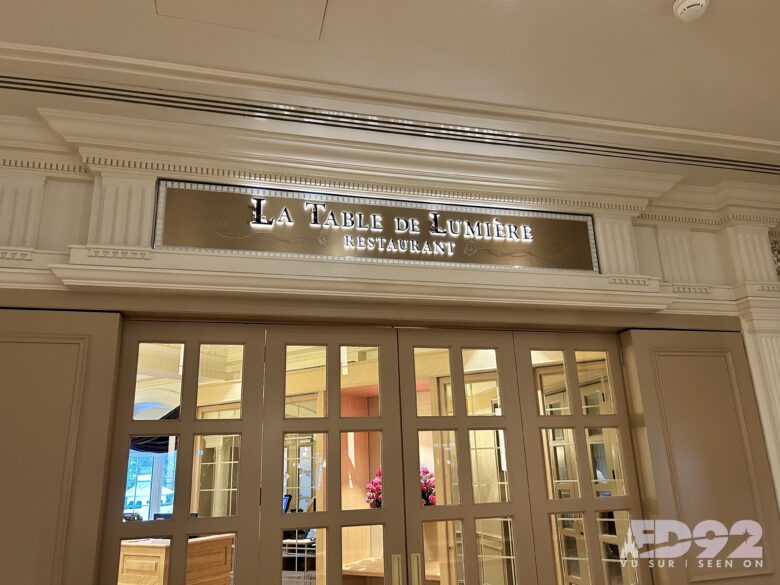 La Table de Lumière
Restaurant
ED92
VU SUR | SEEN ON